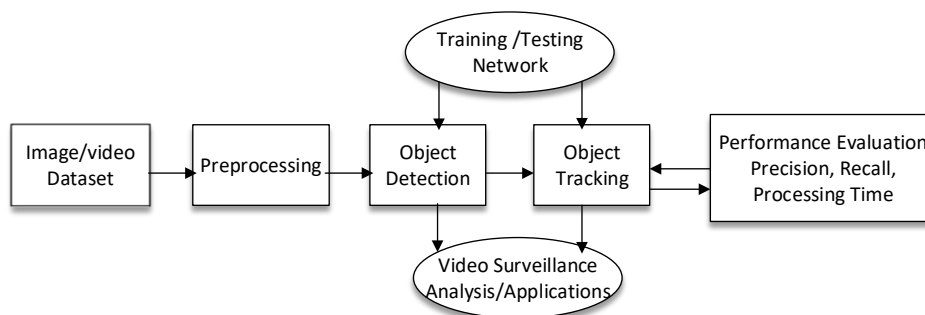 Training /Testing
Network
Image/video
Dataset
Preprocessing
Object
Detection
Object
Tracking
Performance Evaluation
Precision, Recall,
Processing Time
Video Surveillance
Analysis/Applications